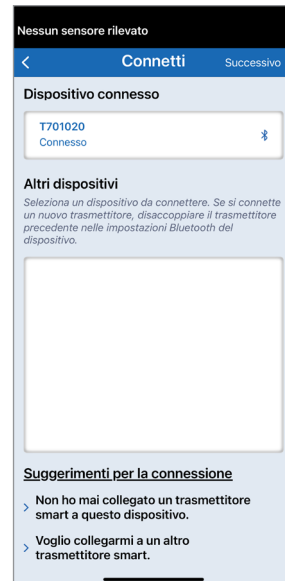 Nessun sensore rilevato
Connetti
Successivo
Dispositivo connesso
T701020
Connesso
Altri dispositivi
Seleziona un dispositivo da connettere. Se si connette
un nuovo trasmettitore, disaccoppiare il trasmettitore
precedente nelle impostazioni Bluetooth del
dispositivo.
Suggerimenti per la connessione
Non ho mai collegato un trasmettitore
smart a questo dispositivo.
Voglio collegarmi a un altro
trasmettitore smart.